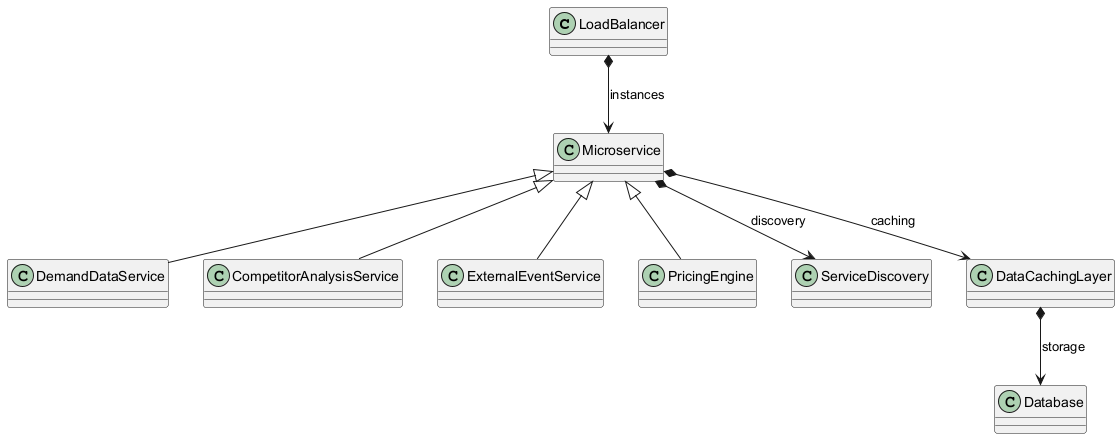 C LoadBalancer
instances
C Microservice
discovery
caching
C DemandDataService
C CompetitorAnalysisService
C ExternalEventService
C PricingEngine
C ServiceDiscovery
C DataCachingLayer
storage
C Database